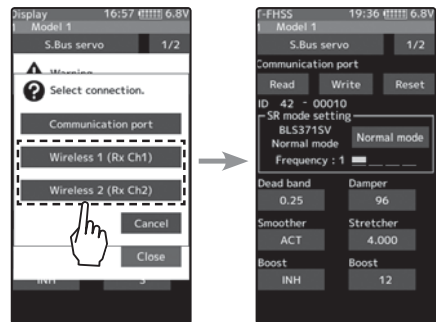 Display 16:57 6.8V
1 Model 1
S.Bus servo 1/2
Warning
Select connection.
Communication port
Wireless 1 (Rx Ch1)
Wireless 2 (Rx Ch2)
Cancel
Close
INH 3
T-FHSS 19:36 6.8V
1 Model 1
S.Bus servo 1/2
Communication port
Read Write Reset
ID 42 - 00010
SR mode setting
BLS371SV
Normal mode
Normal mode
Frequency : 1
Dead band Damper
0.25 96
Smoother Stretcher
ACT 4.000
Boost Boost
INH 12